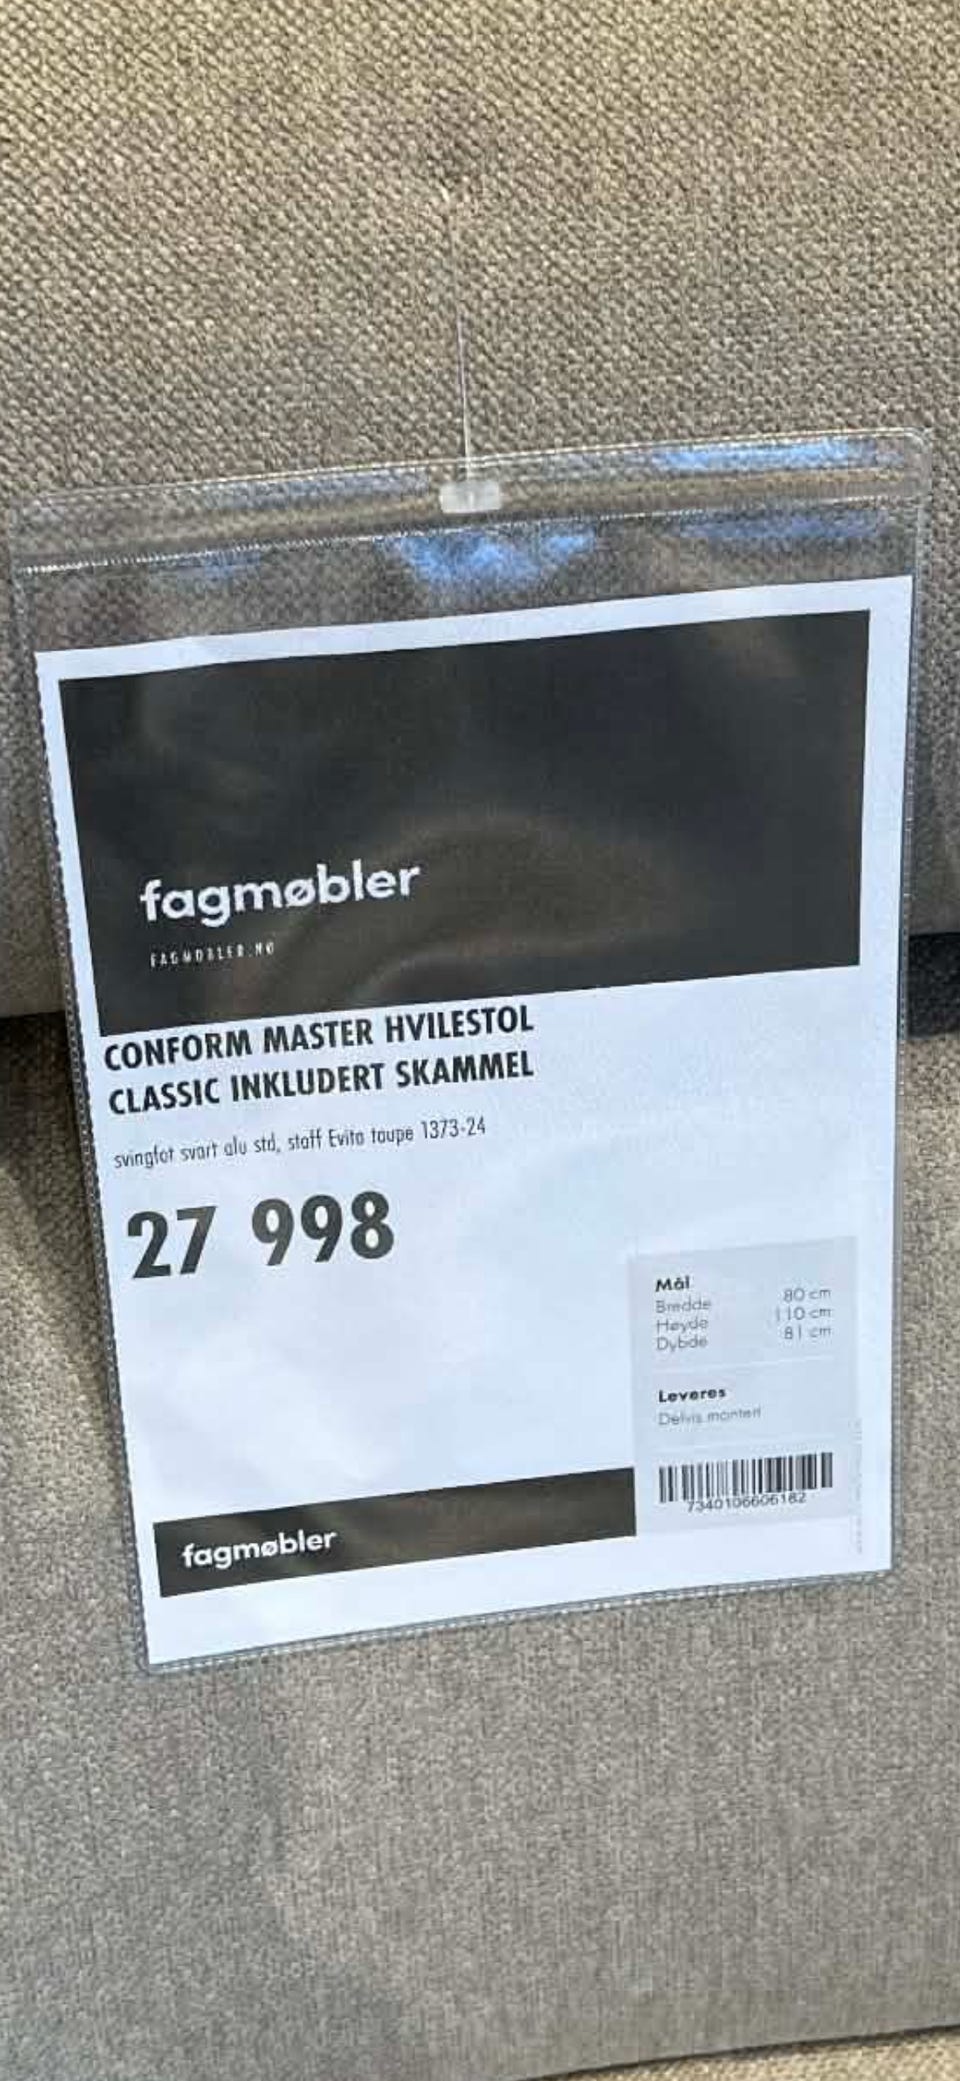 fagmøbler
FAGMOBLER.NO
CONFORM MASTER HVILESTOL
CLASSIC INKLUDERT SKAMMEL
svingfot svart alu std, stoff Evita taupe 1373-24
27 998
Mål
Bredde 80 cm
Høyde 110 cm
Dybde 81 cm
Leveres
Delvis montert
7340106606182
fagmøbler